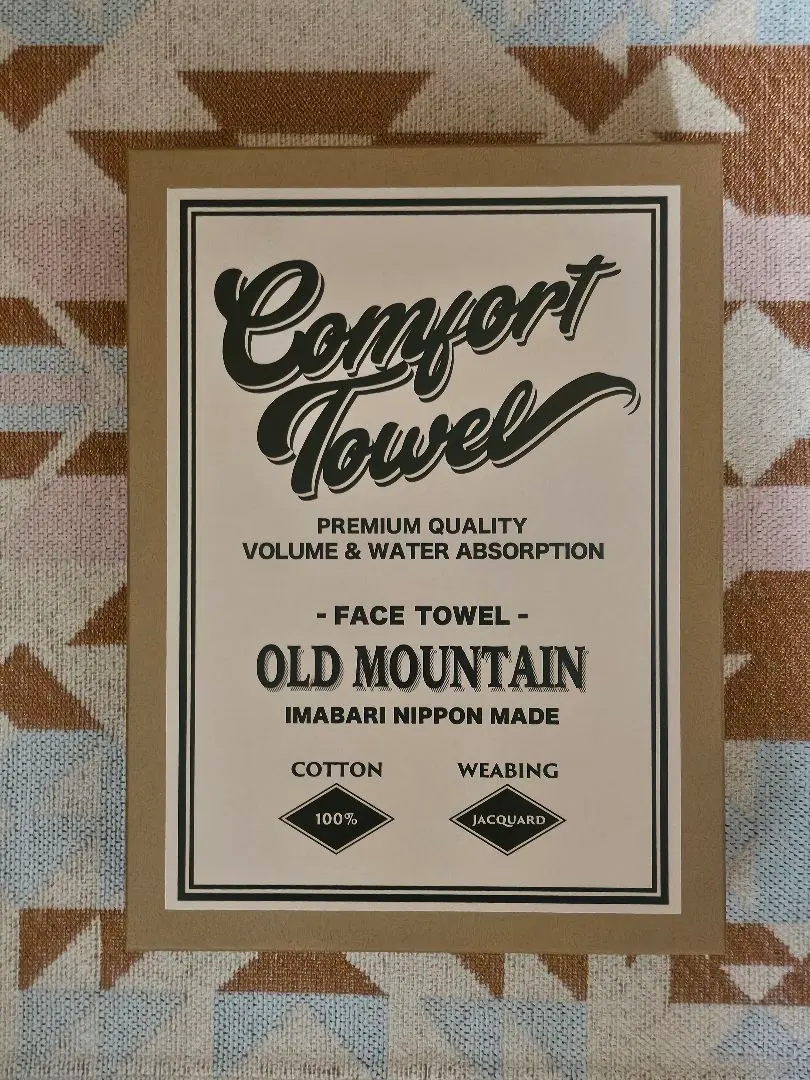 Comfort
Towel
PREMIUM QUALITY
VOLUME & WATER ABSORPTION
- FACE TOWEL -
OLD MOUNTAIN
IMABARI NIPPON MADE
COTTON WEABING
100% JACQUARD